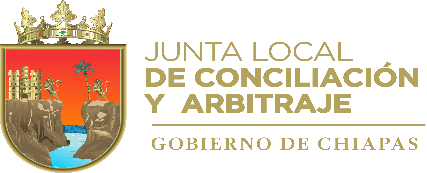 JUNTA LOCAL
DE CONCILIACIÓN
Y ARBITRAJE
GOBIERNO DE CHIAPAS